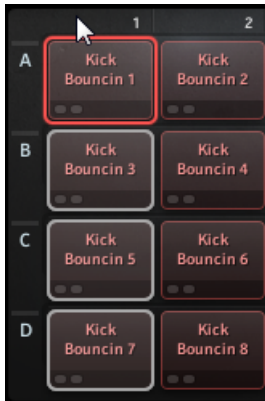 1 2
A
Kick
Bouncin 1
Kick
Bouncin 2
B
Kick
Bouncin 3
Kick
Bouncin 4
C
Kick
Bouncin 5
Kick
Bouncin 6
D
Kick
Bouncin 7
Kick
Bouncin 8